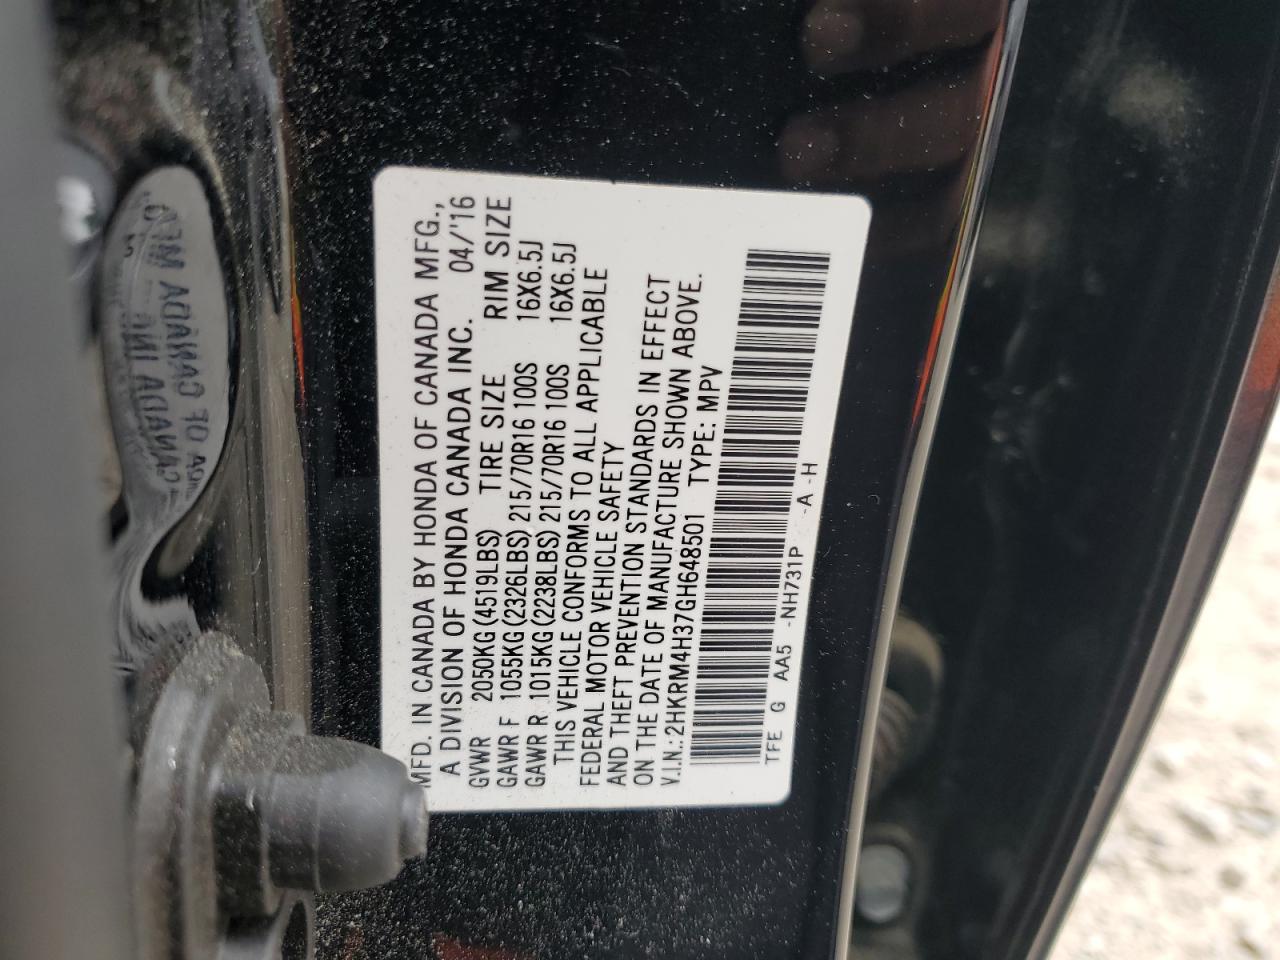 MFD. IN CANADA BY HONDA OF CANADA MFG.,
A DIVISION OF HONDA CANADA INC. 04/'16
GVWR 2050KG(4519LBS) TIRE SIZE RIM SIZE
GAWR F 1055KG(2326LBS) 215/70R16 100S 16X6.5J
GAWR R 1015KG(2238LBS) 215/70R16 100S 16X6.5J
THIS VEHICLE CONFORMS TO ALL APPLICABLE
FEDERAL MOTOR VEHICLE SAFETY
AND THEFT PREVENTION STANDARDS IN EFFECT
ON THE DATE OF MANUFACTURE SHOWN ABOVE.
V.I.N.: 2HKRM4H37GH648501 TYPE: MPV
TFE G AA5 -NH731P -A -H